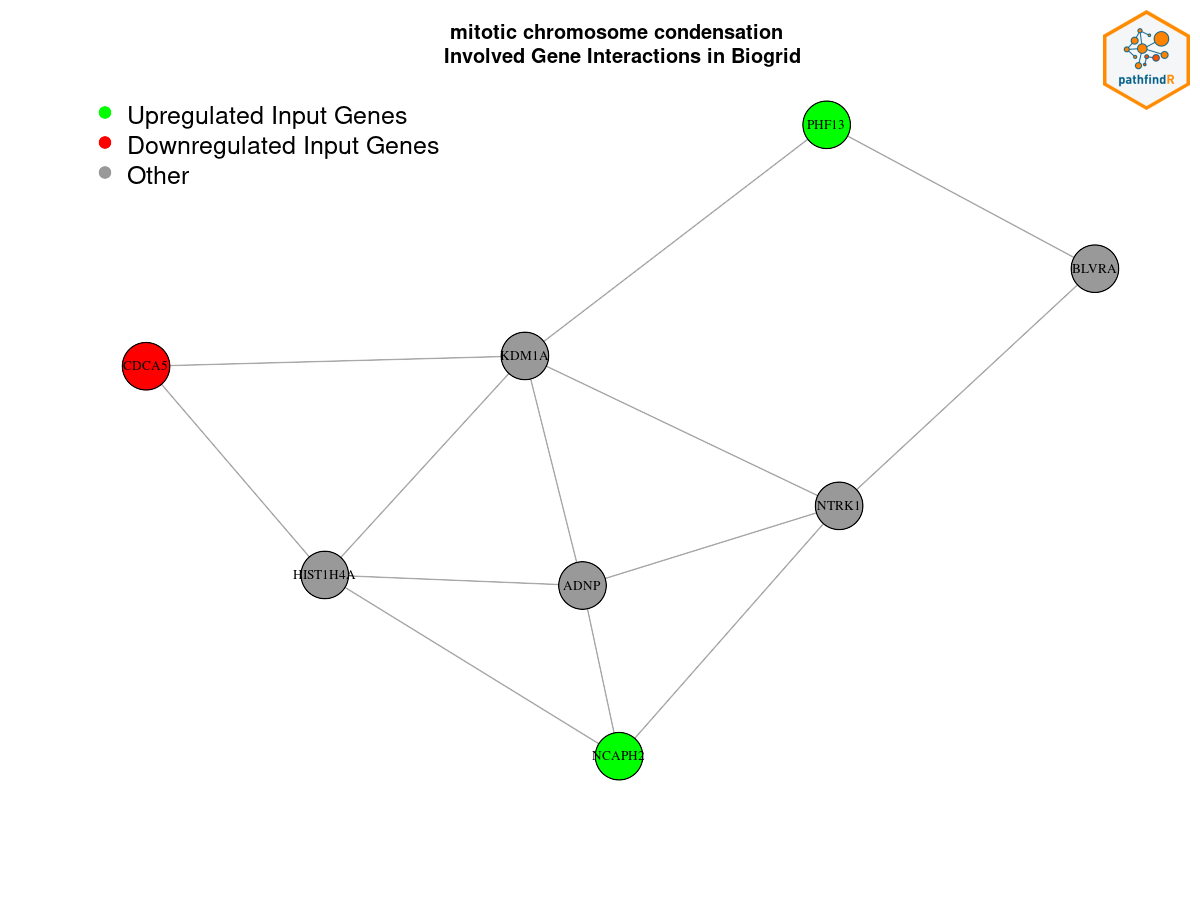 mitotic chromosome condensation
Involved Gene Interactions in Biogrid
pathfindR
Upregulated Input Genes
Downregulated Input Genes
Other
PHF13
BLVRA
KDM1A
CDCA5
NTRK1
HIST1H4A
ADNP
NCAPH2